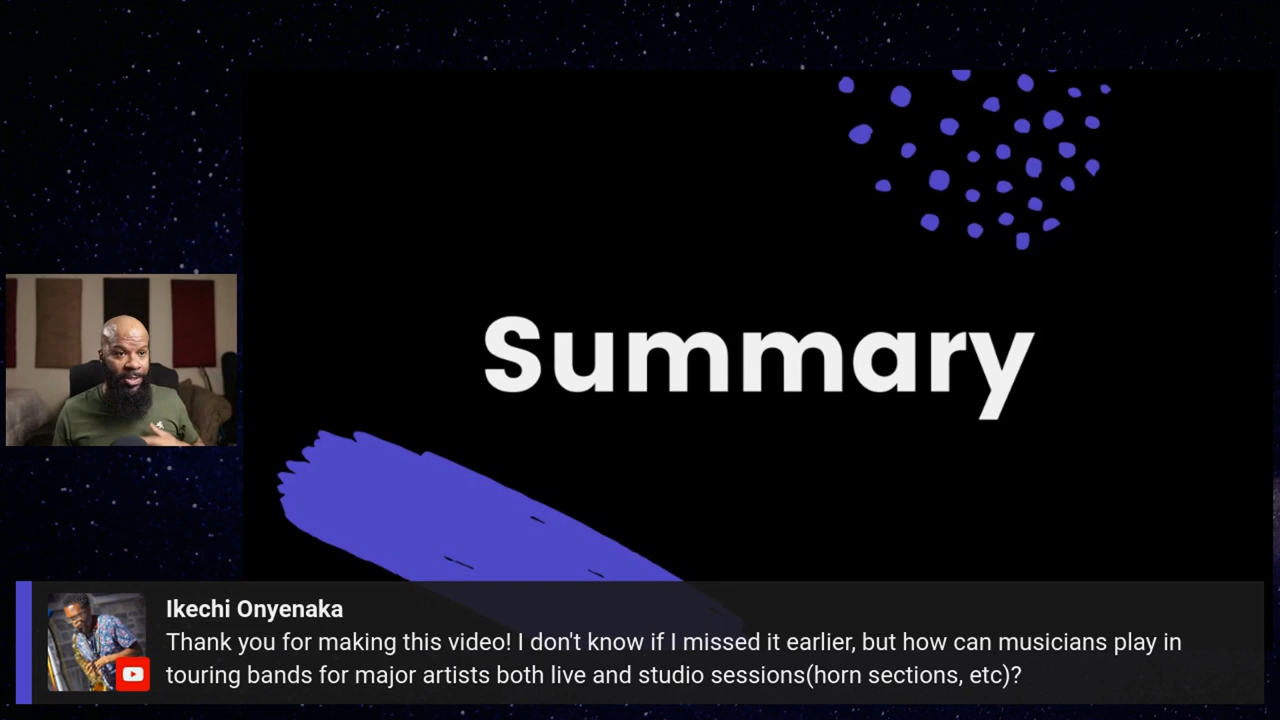 Summary
Ikechi Onyenaka
Thank you for making this video! I don't know if I missed it earlier, but how can musicians play in
touring bands for major artists both live and studio sessions(horn sections, etc)?